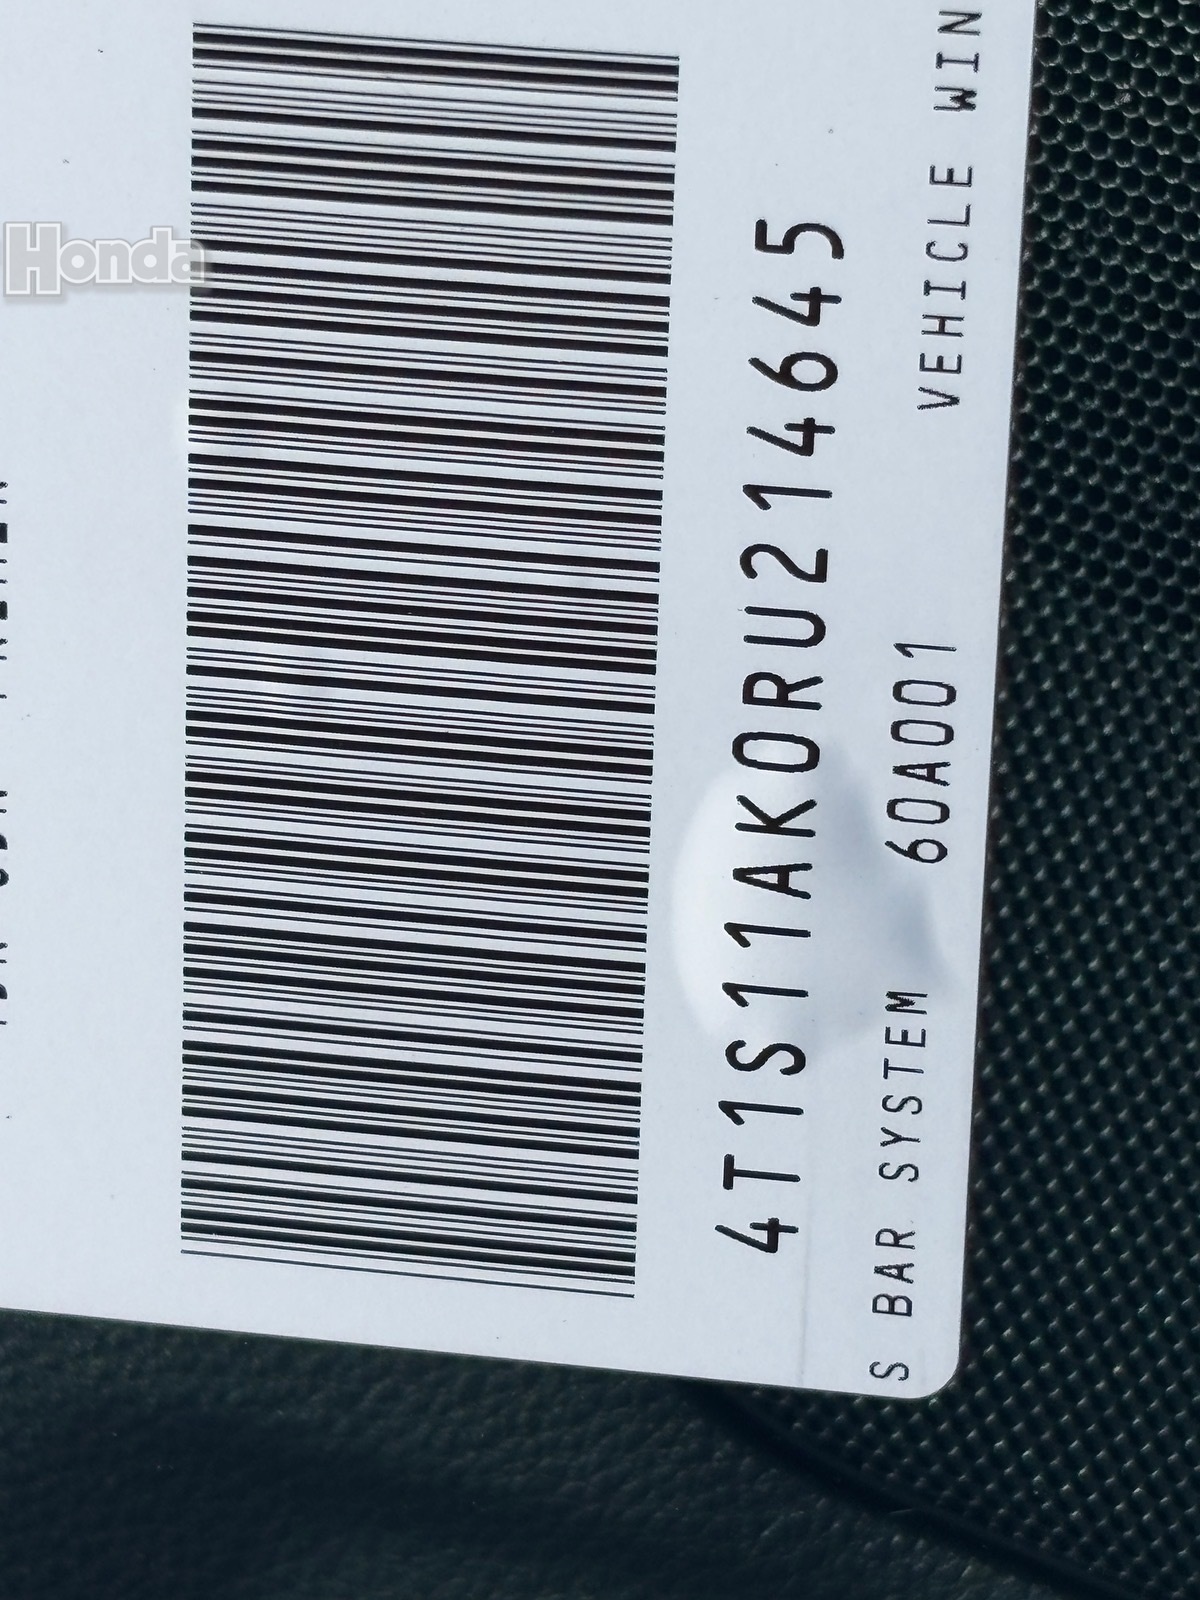 Honda
4T1S11AK0RU214645
S BAR SYSTEM 60A001 VEHICLE WIN